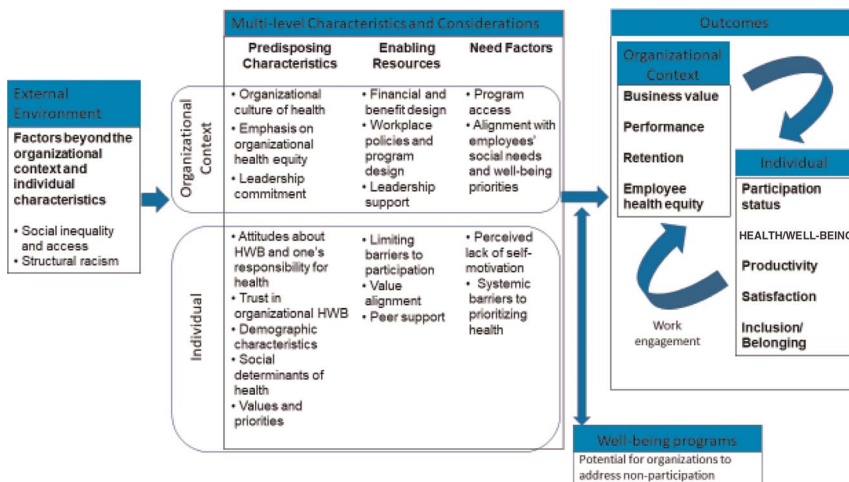 External
Environment
Factors beyond the
organizational
context and
individual
characteristics
• Social inequality
and access
• Structural racism
Multi-level Characteristics and Considerations
Predisposing
Characteristics
Enabling
Resources
Need Factors
Organizational
Context
• Organizational
culture of health
• Emphasis on
organizational
health equity
• Leadership
commitment
• Financial and
benefit design
• Workplace
policies and
program
design
• Leadership
support
• Program
access
• Alignment with
employees'
social needs
and well-being
priorities
Individual
• Attitudes about
HWB and one's
responsibility for
health
• Trust in
organizational HWB
• Demographic
characteristics
• Social
determinants of
health
• Values and
priorities
• Limiting
barriers to
participation
• Value
alignment
• Peer support
• Perceived
lack of self-
motivation
• Systemic
barriers to
prioritizing
health
Outcomes
Organizational
Context
Business value
Performance
Retention
Employee
health equity
Individual
Participation
status
HEALTH/WELL-BEING
Productivity
Satisfaction
Inclusion/
Belonging
Work
engagement
Well-being programs
Potential for organizations to
address non-participation